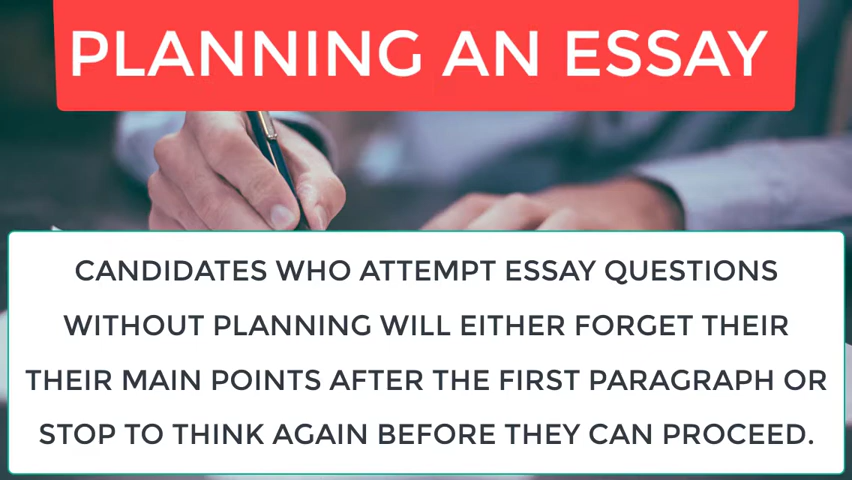 PLANNING AN ESSAY
CANDIDATES WHO ATTEMPT ESSAY QUESTIONS
WITHOUT PLANNING WILL EITHER FORGET THEIR
THEIR MAIN POINTS AFTER THE FIRST PARAGRAPH OR
STOP TO THINK AGAIN BEFORE THEY CAN PROCEED.